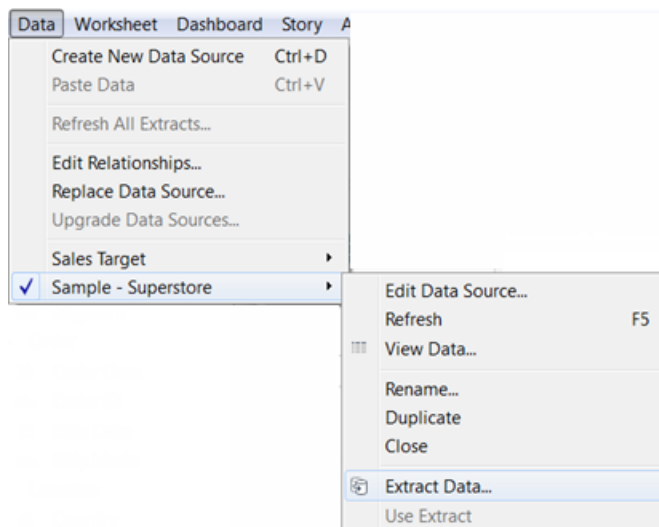 Data Worksheet Dashboard Story
Create New Data Source Ctrl+D
Paste Data Ctrl+V
Refresh All Extracts...
Edit Relationships...
Replace Data Source...
Upgrade Data Sources...
Sales Target
Sample - Superstore
Edit Data Source...
Refresh F5
View Data...
Rename...
Duplicate
Close
Extract Data...
Use Extract